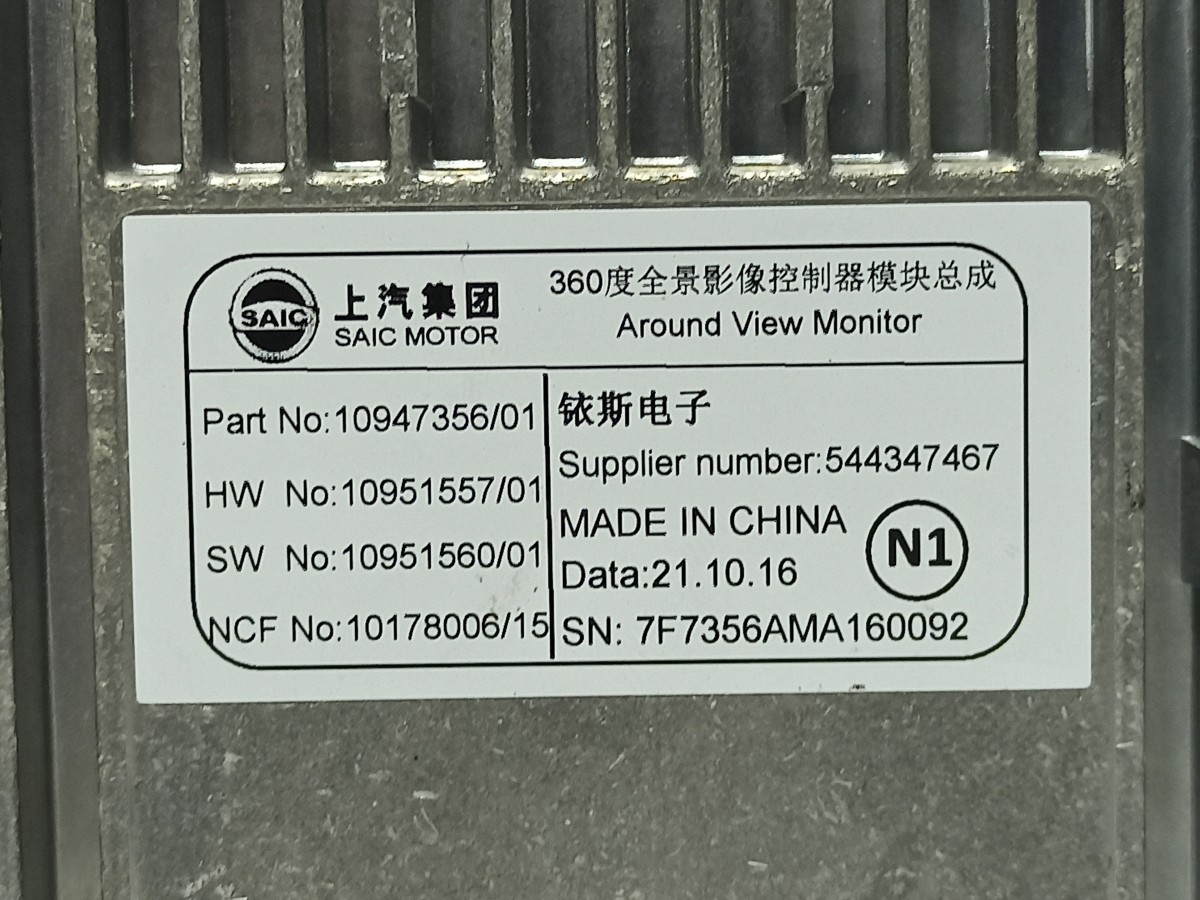 SAIC
上汽集团
SAIC MOTOR
360度全景影像控制器模块总成
Around View Monitor
Part No:10947356/01
HW No:10951557/01
SW No:10951560/01
NCF No:10178006/15
铱斯电子
Supplier number:544347467
MADE IN CHINA
N1
Data:21.10.16
SN: 7F7356AMA160092